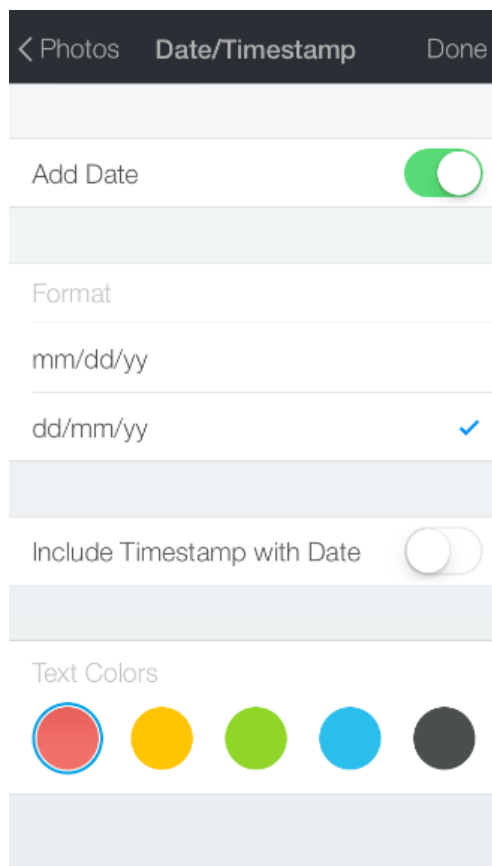 Photos Date/Timestamp Done
Add Date
Format
mm/dd/yy
dd/mm/yy
Include Timestamp with Date
Text Colors